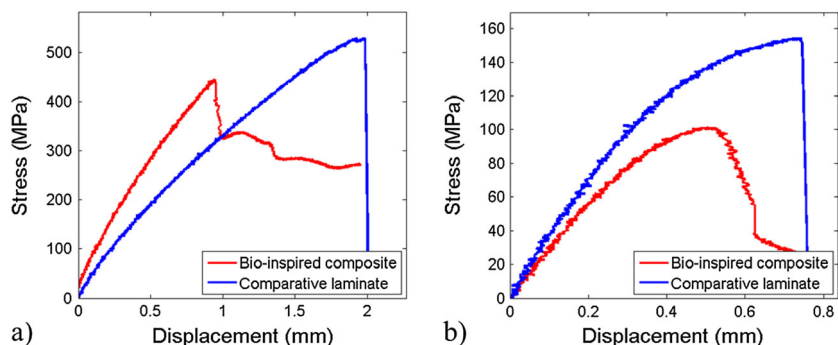 Stress (MPa)
500
400
300
200
100
0
Bio-inspired composite
Comparative laminate
0 0.5 1 1.5 2
Displacement (mm)
a)
Stress (MPa)
160
140
120
100
80
60
40
20
0
Bio-inspired composite
Comparative laminate
0 0.2 0.4 0.6 0.8
Displacement (mm)
b)